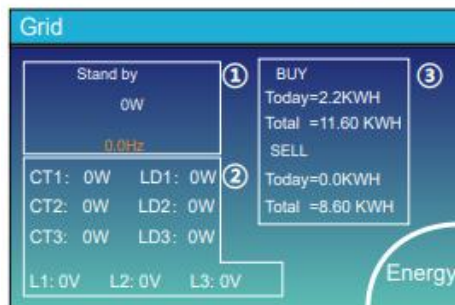 Grid
Stand by
0W
0.0Hz
①
CT1: 0W LD1: 0W
CT2: 0W LD2: 0W
CT3: 0W LD3: 0W
L1: 0V L2: 0V L3: 0V
②
BUY
Today=2.2KWH
Total =11.60 KWH
SELL
Today=0.0KWH
Total =8.60 KWH
③
Energy